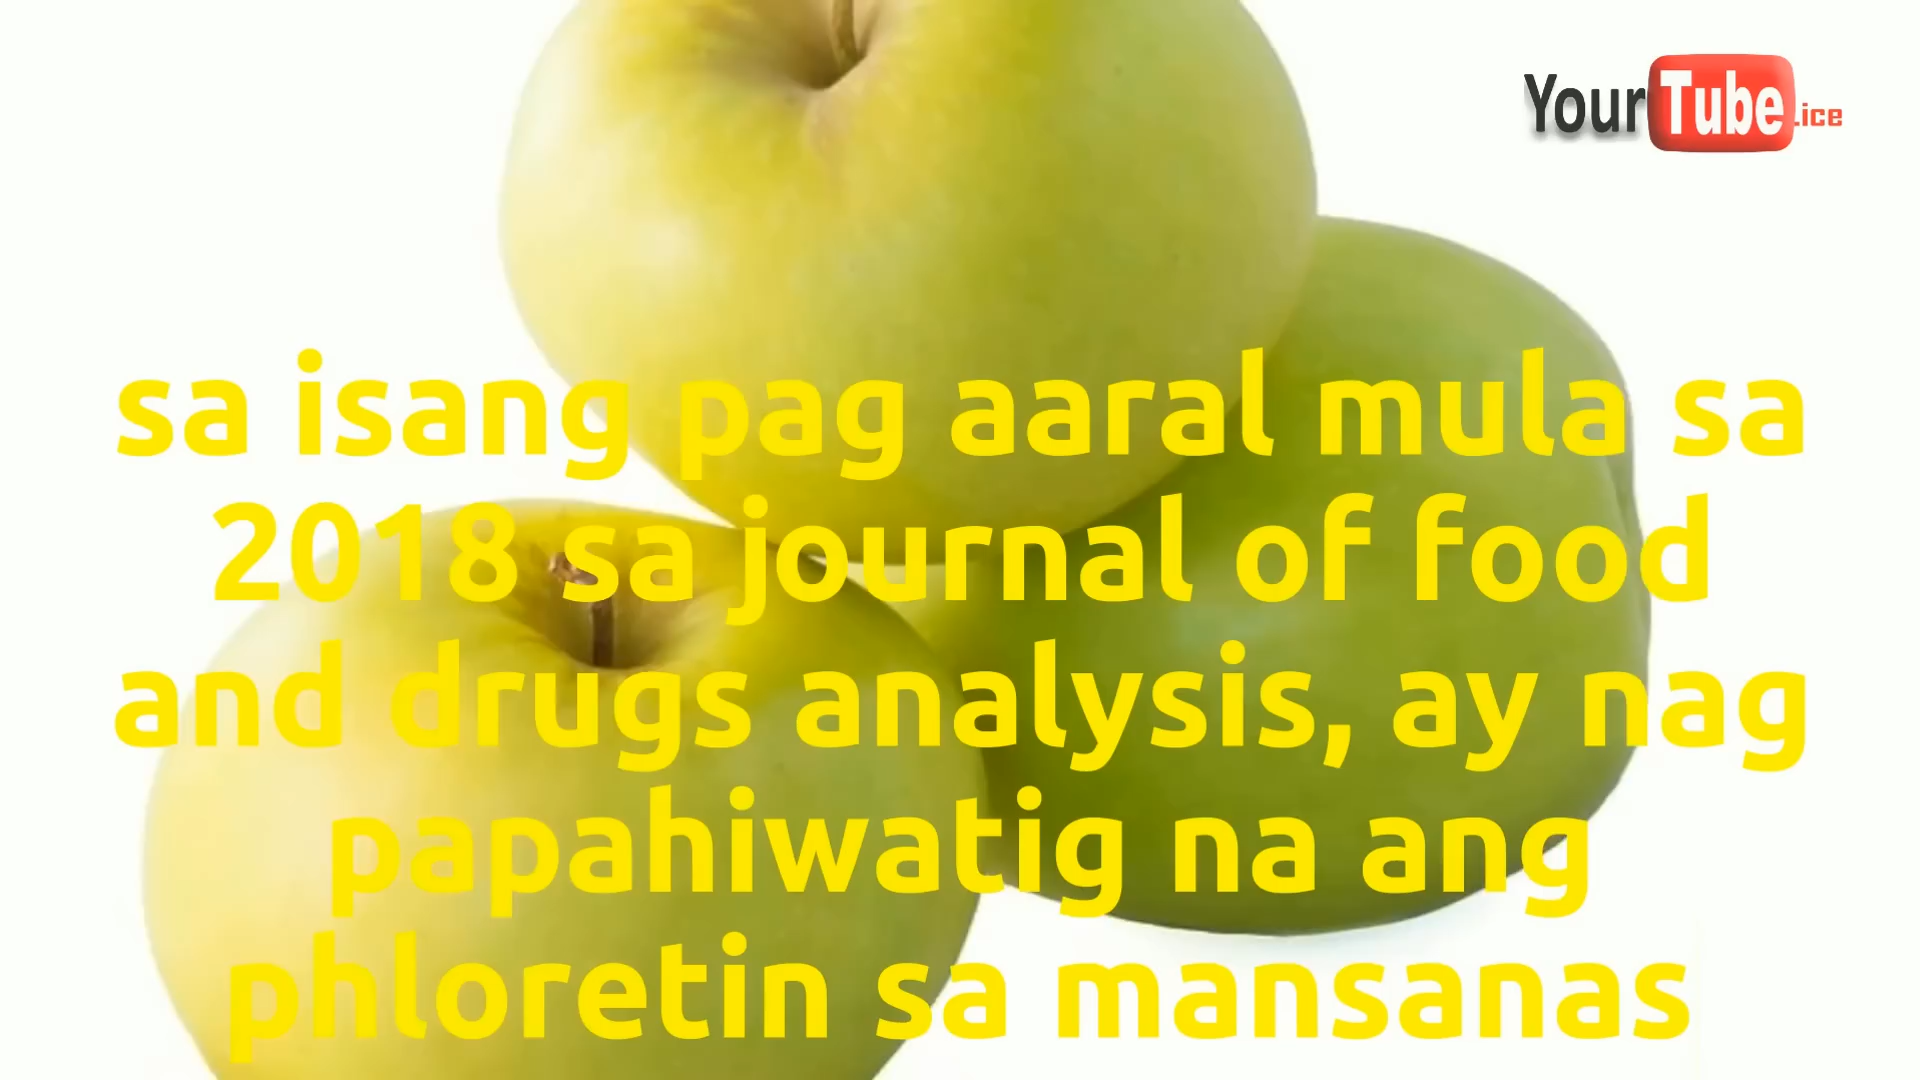 YourTube.ice
sa isang pag aaral mula sa
2018 sa journal of food
and drugs analysis, ay nag
papahiwatig na ang
phloretin sa mansanas